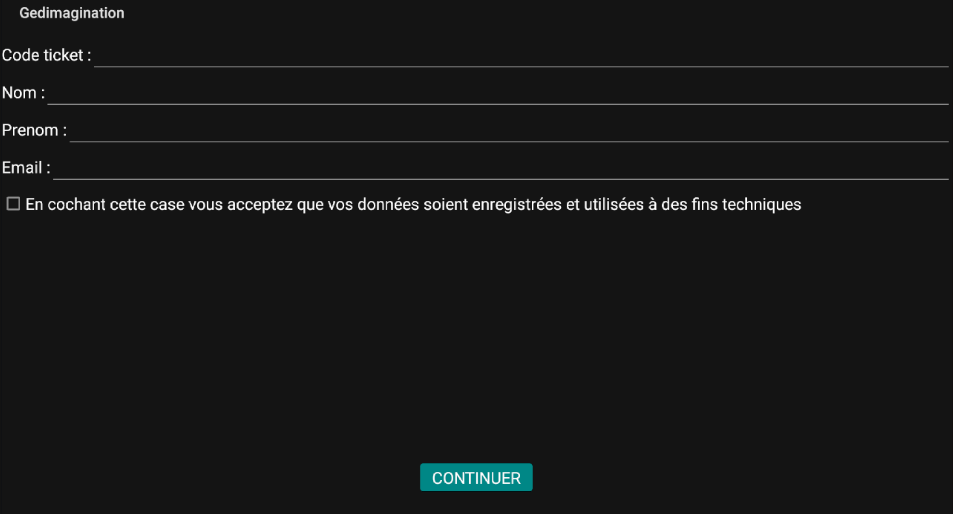 Gedimagination
Code ticket :
Nom :
Prenom :
Email :
En cochant cette case vous acceptez que vos données soient enregistrées et utilisées à des fins techniques
CONTINUER